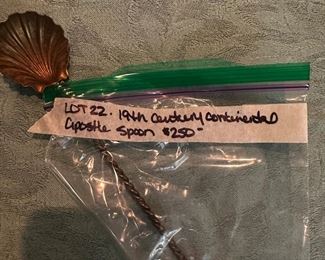 LOT 22. 19th Century Continental
Apostle Spoon $250-